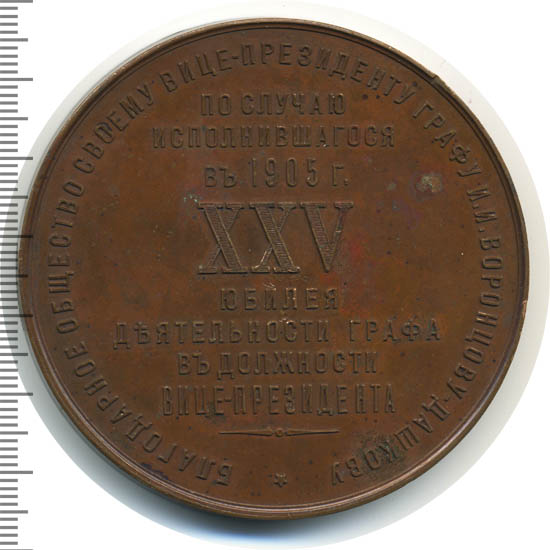 БЛАГОДАРНОЕ ОБЩЕСТВО СВОЕМУ ВИЦЕ-ПРЕЗИДЕНТУ ГРАФУ И.И. ВОРОНЦОВУ-ДАШКОВУ
ПО СЛУЧАЮ
ИСПОЛНИВШАГОСЯ
ВЪ 1905 Г.
XXV
ЮБИЛЕЯ
ДѢЯТЕЛЬНОСТИ ГРАФА
ВЪ ДОЛЖНОСТИ
ВИЦЕ-ПРЕЗИДЕНТА